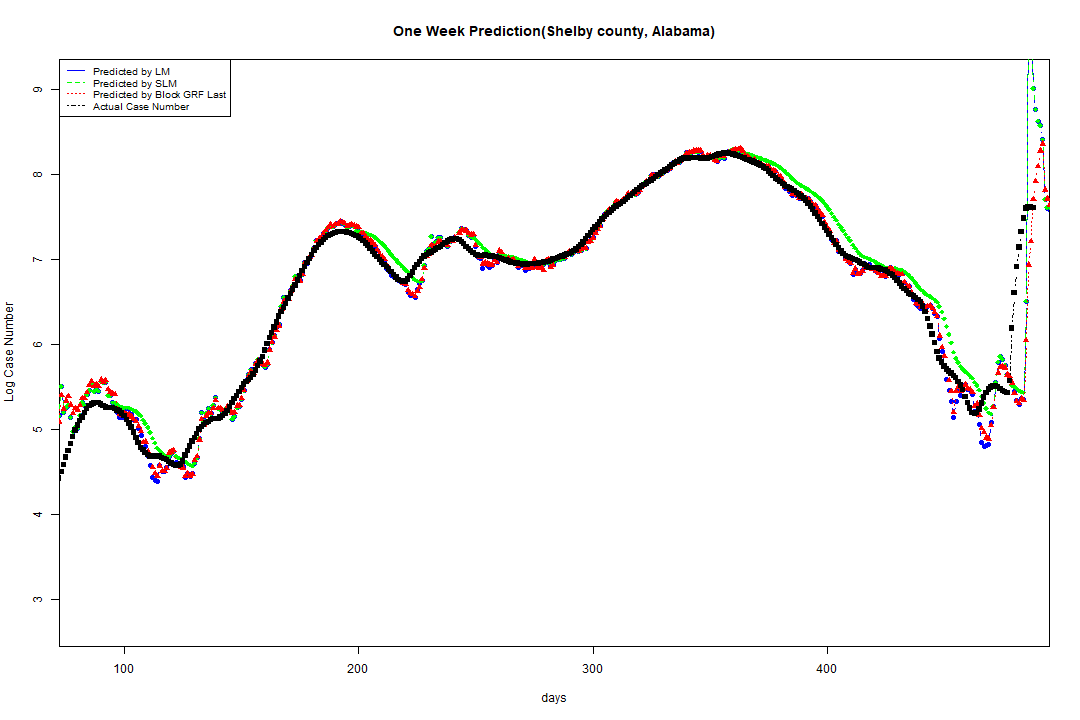 One Week Prediction(Shelby county, Alabama)
Predicted by LM
Predicted by SLM
Predicted by Block GRF Last
Actual Case Number
9
8
7
6
5
4
3
Log Case Number
100 200 300 400
days